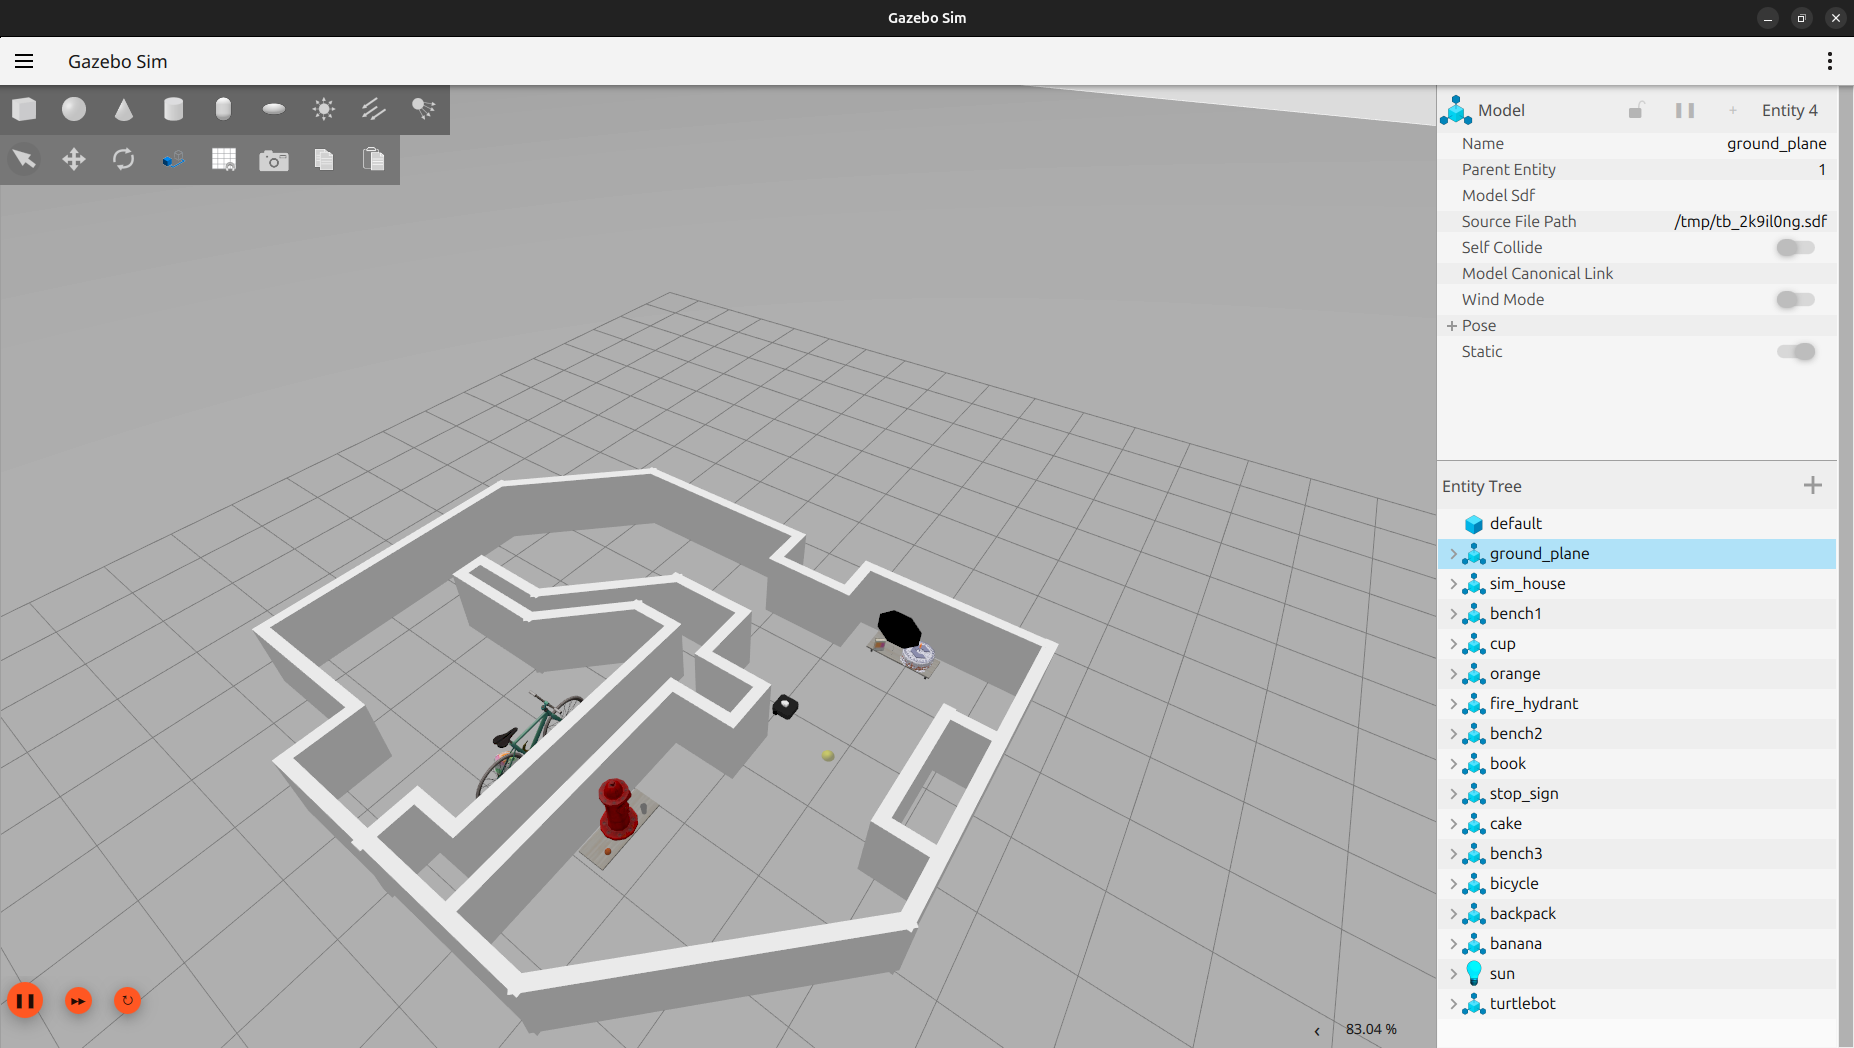 Gazebo Sim
Gazebo Sim
Model
Entity 4
Name
ground_plane
Parent Entity
1
Model Sdf
Source File Path
/tmp/tb_2k9il0ng.sdf
Self Collide
Model Canonical Link
Wind Mode
Pose
Static
Entity Tree
default
ground_plane
sim_house
bench1
cup
orange
fire_hydrant
bench2
book
stop_sign
cake
bench3
bicycle
backpack
banana
sun
turtlebot
83.04 %